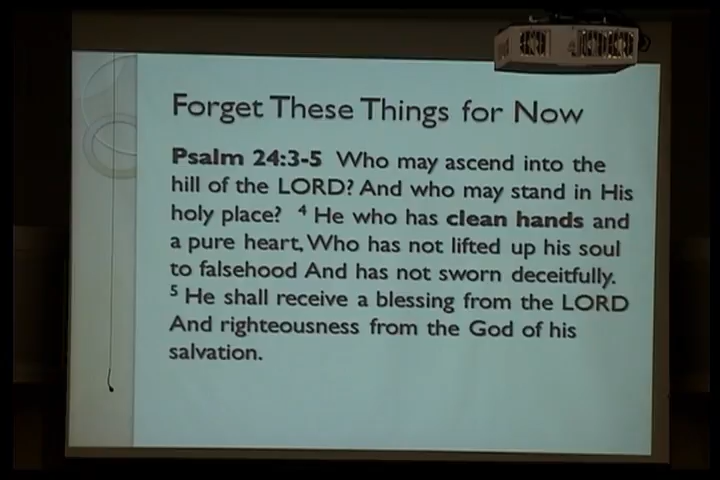 Forget These Things for Now
Psalm 24:3-5 Who may ascend into the
hill of the LORD? And who may stand in His
holy place? ⁴ He who has clean hands and
a pure heart, Who has not lifted up his soul
to falsehood And has not sworn deceitfully.
⁵ He shall receive a blessing from the LORD
And righteousness from the God of his
salvation.